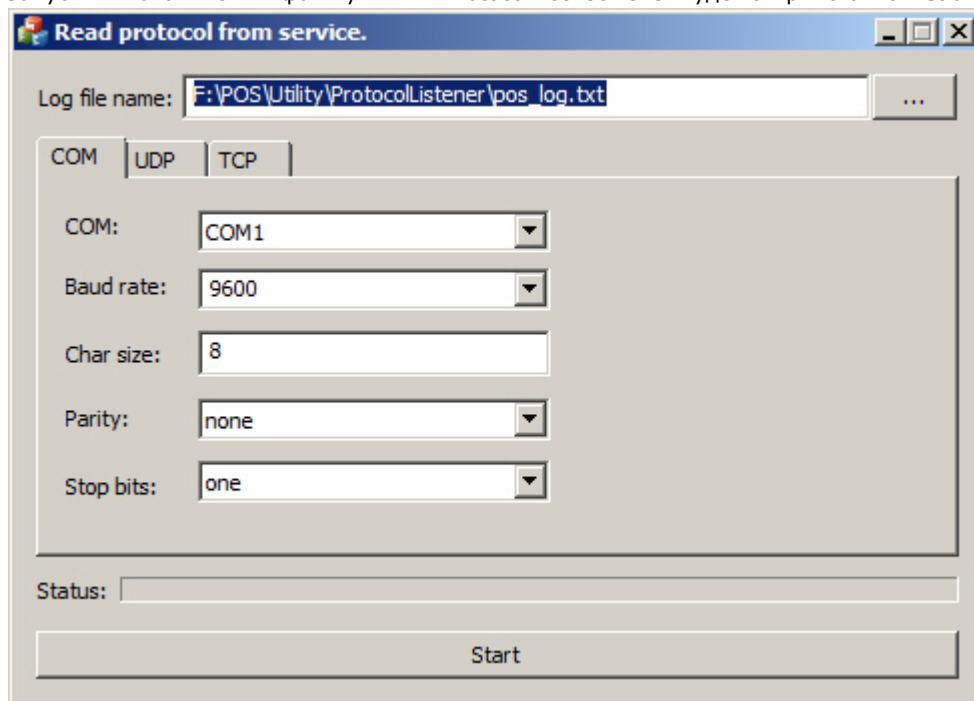 Read protocol from service.
Log file name: F:\POS\Utility\ProtocolListener\pos_log.txt ...
COM UDP TCP
COM: COM1
Baud rate: 9600
Char size: 8
Parity: none
Stop bits: one
Status:
Start